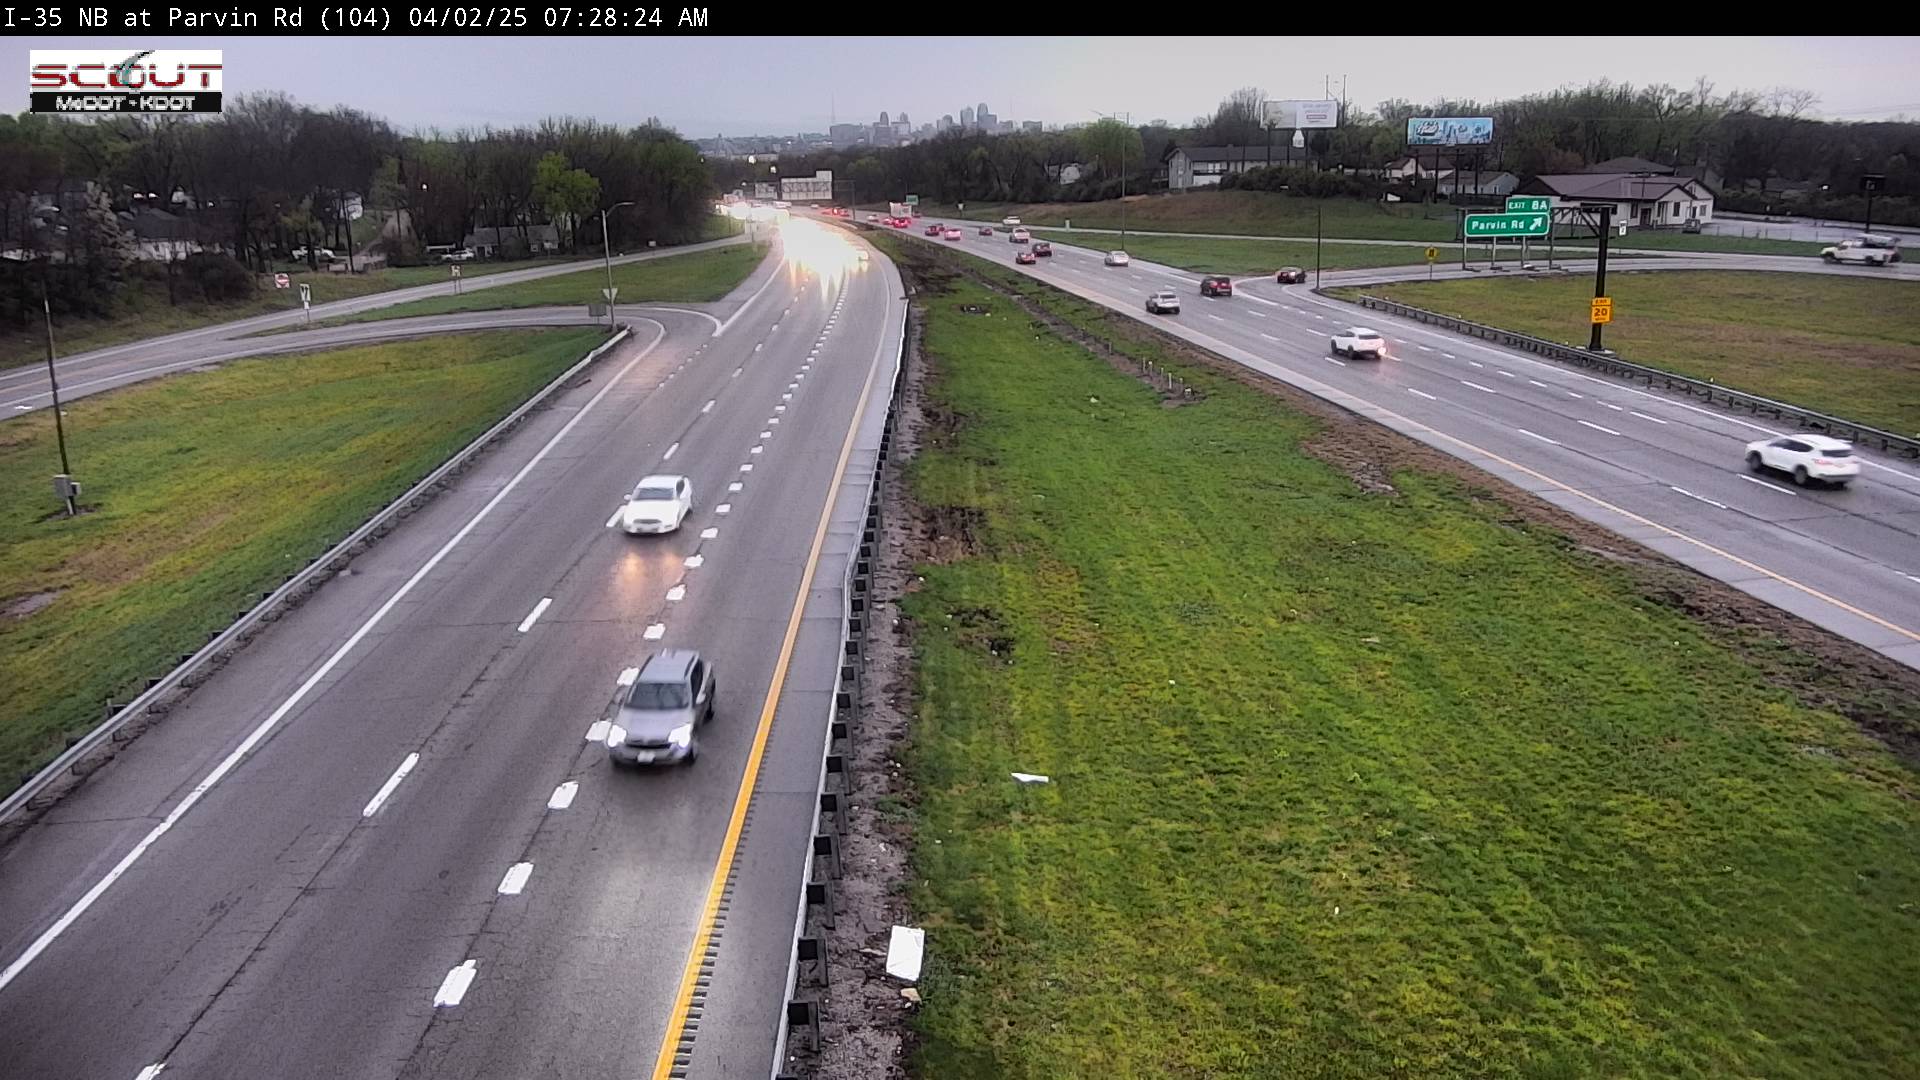 I-35 NB at Parvin Rd (104) 04/02/25 07:28:24 AM
SCOUT
MoDOT - KDOT
EXIT 8A
Parvin Rd
EXIT
20